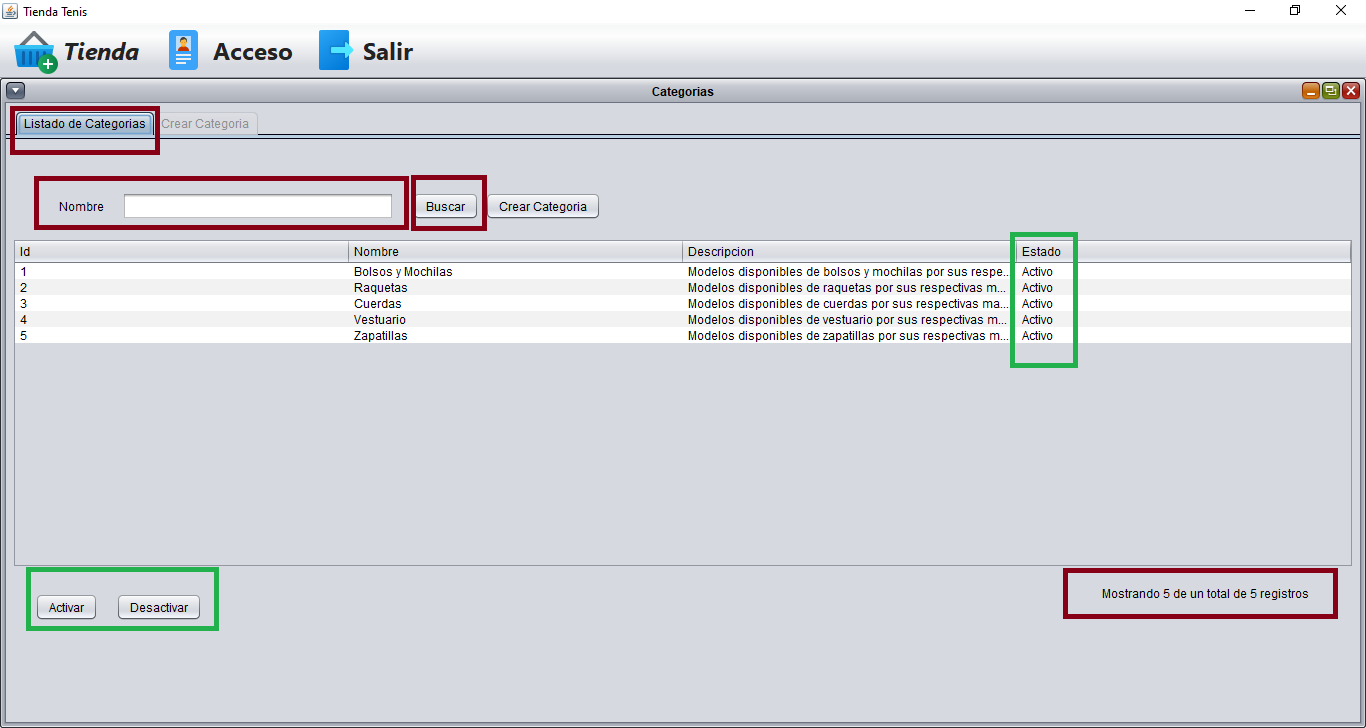 Tienda Tenis
Tienda Acceso Salir
Categorias
Listado de Categorias Crear Categoria
Nombre Buscar Crear Categoria
Id Nombre Descripcion Estado
1 Bolsos y Mochilas Modelos disponibles de bolsos y mochilas por sus respe... Activo
2 Raquetas Modelos disponibles de raquetas por sus respectivas m... Activo
3 Cuerdas Modelos disponibles de cuerdas por sus respectivas ma... Activo
4 Vestuario Modelos disponibles de vestuario por sus respectivas m... Activo
5 Zapatillas Modelos disponibles de zapatillas por sus respectivas m... Activo
Mostrando 5 de un total de 5 registros
Activar Desactivar